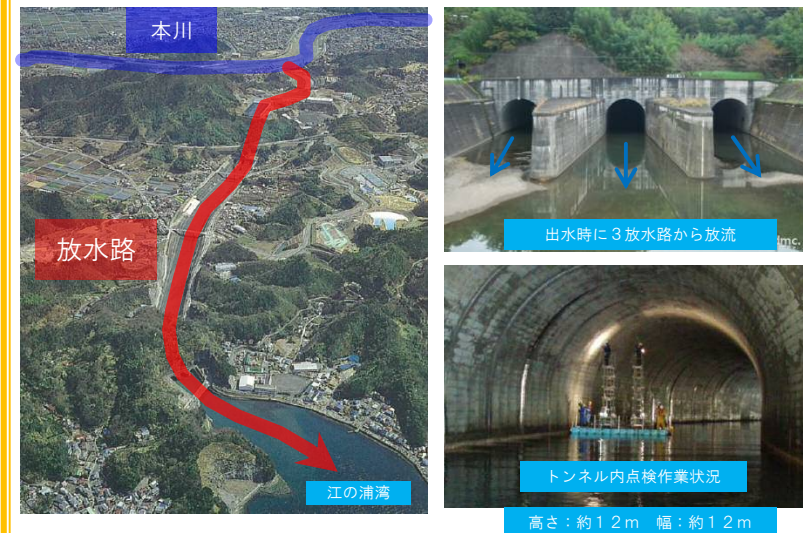 本川
放水路
江の浦湾
出水時に３放水路から放流
トンネル内点検作業状況
高さ：約１２ｍ　幅：約１２ｍ